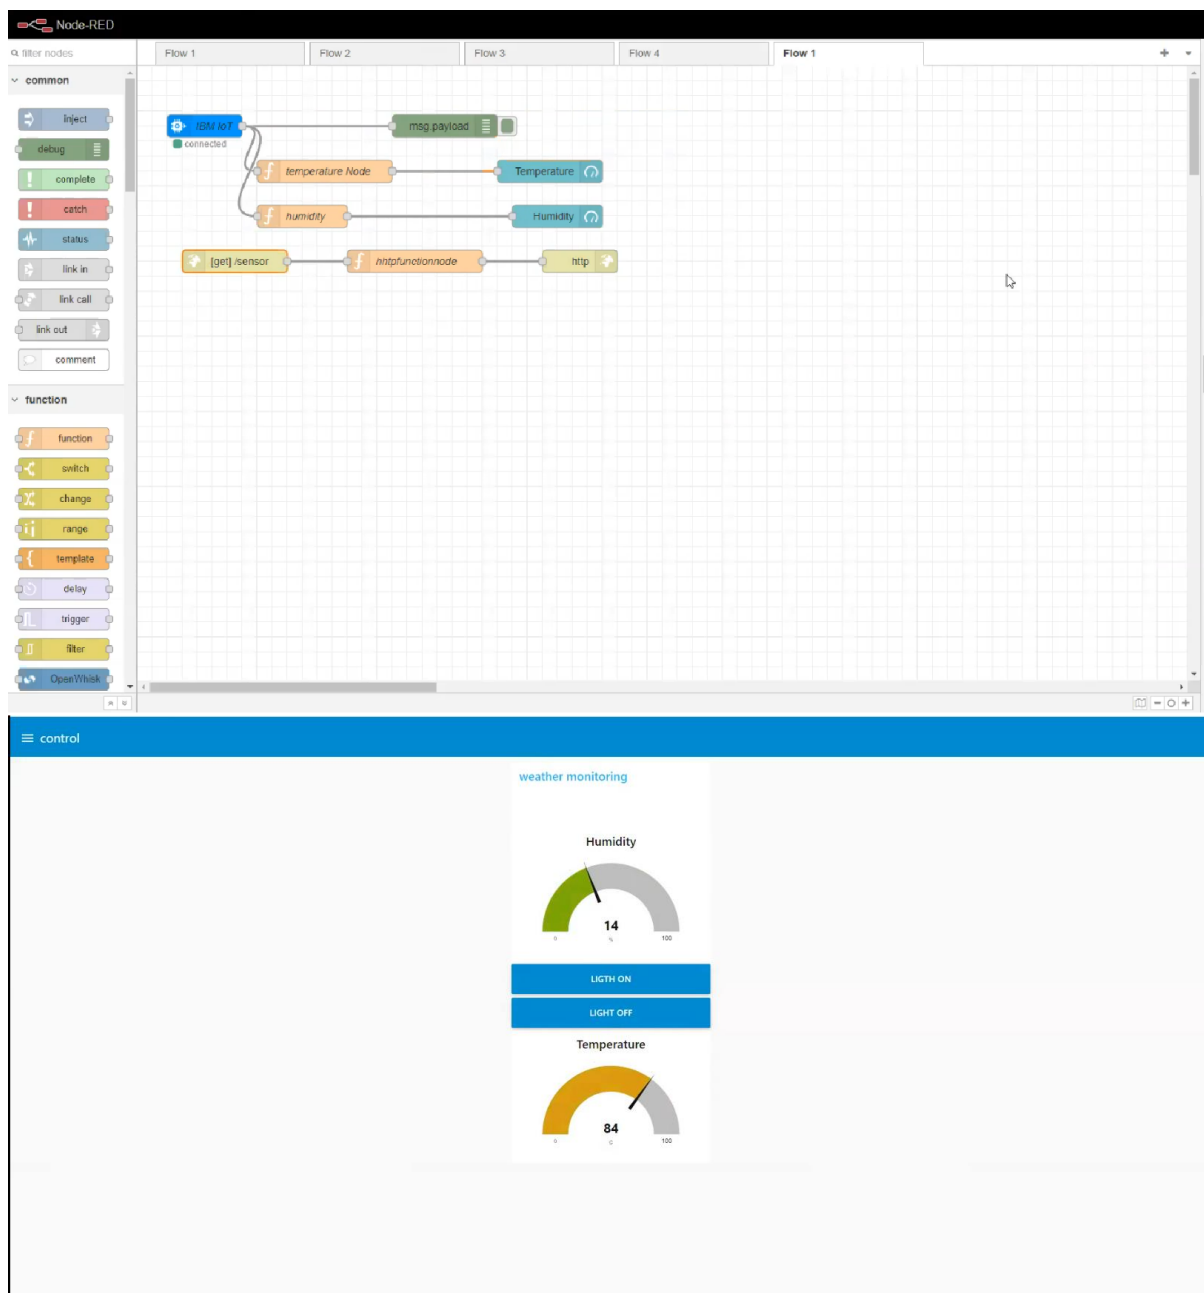 Node-RED
filter nodes
Flow 1
Flow 2
Flow 3
Flow 4
Flow 1
common
inject
debug
complete
catch
status
link in
link call
link out
comment
function
function
switch
change
range
template
delay
trigger
filter
OpenWhisk
IBM IoT
connected
msg.payload
temperature Node
Temperature
humidity
Humidity
[get] /sensor
hhtpfunctionnode
http
control
weather monitoring
Humidity
14
0
%
100
LIGTH ON
LIGHT OFF
Temperature
84
0
100